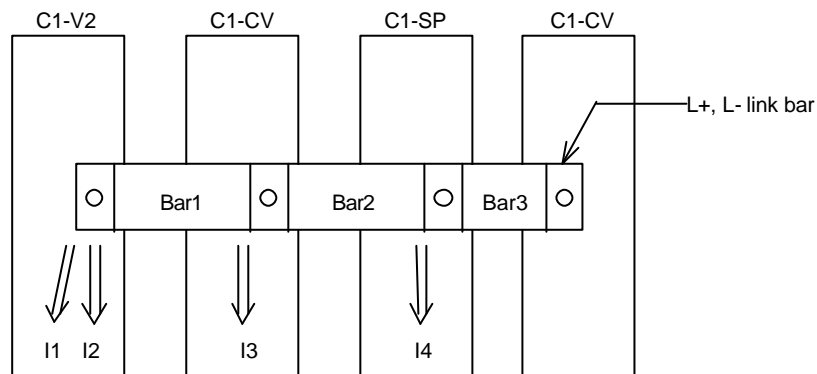 C1-V2 C1-CV C1-SP C1-CV
L+, L- link bar
Bar1 Bar2 Bar3
I1 I2 I3 I4